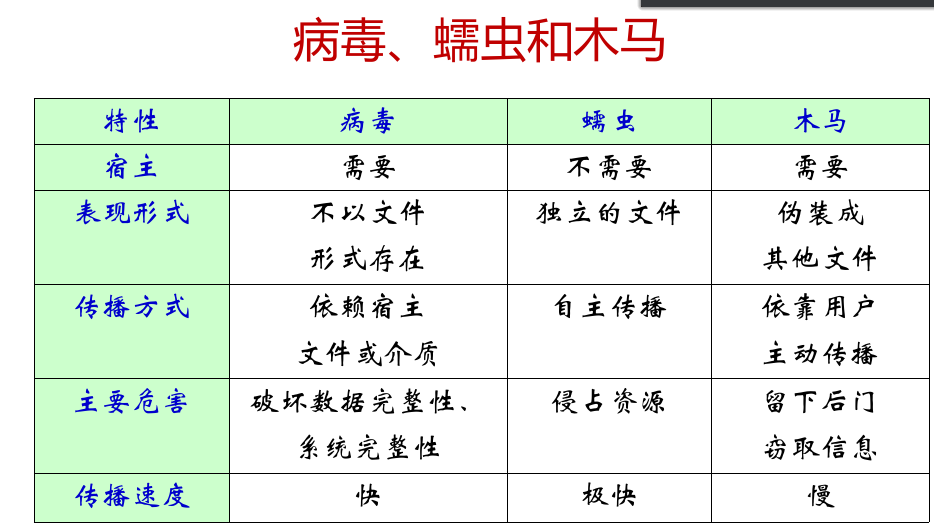 病毒、蠕虫和木马
特性 病毒 蠕虫 木马
宿主 需要 不需要 需要
表现形式 不以文件 独立的文件 伪装成
形式存在 其他文件
传播方式 依赖宿主 自主传播 依靠用户
文件或介质 主动传播
主要危害 破坏数据完整性、 侵占资源 留下后门
系统完整性 窃取信息
传播速度 快 极快 慢